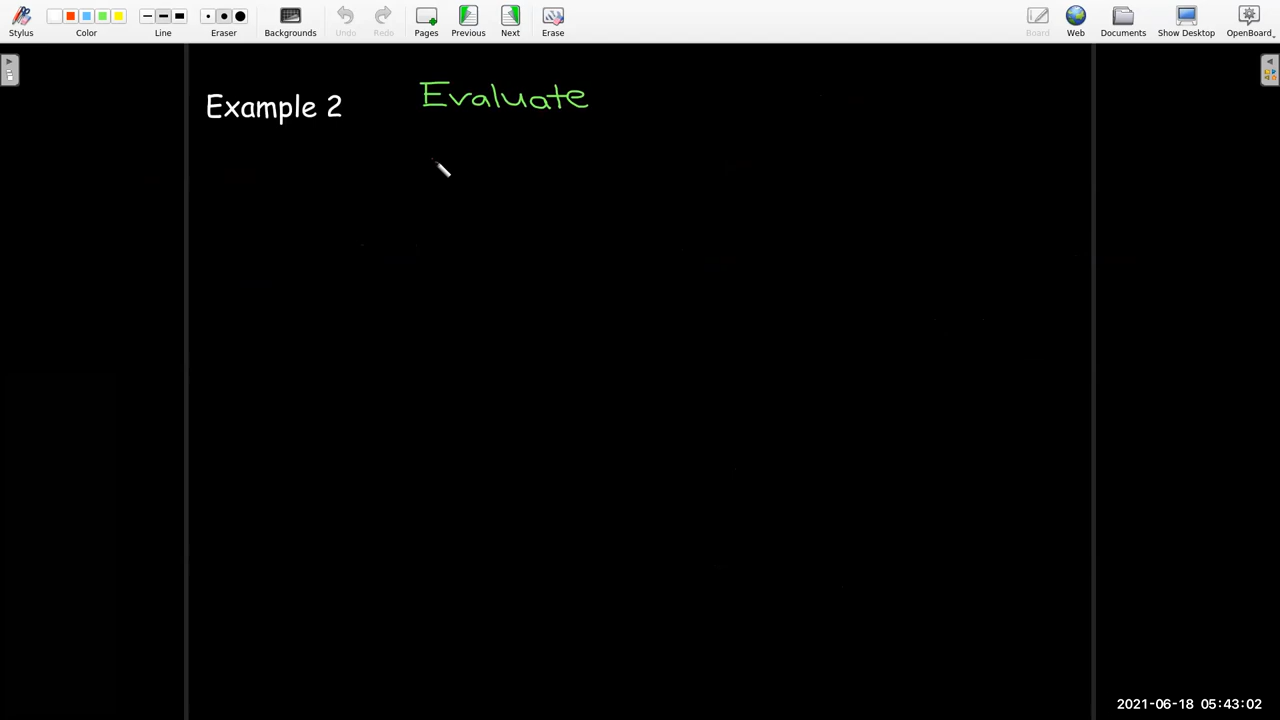 Stylus Color Line Eraser Backgrounds Undo Redo Pages Previous Next Erase Board Web Documents Show Desktop OpenBoard
Evaluate
Example 2
2021-06-18 05:43:02